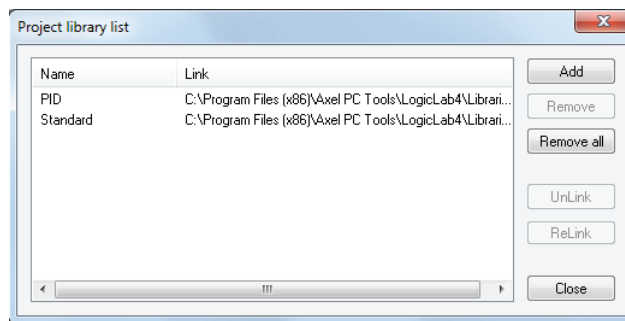 Project library list
Name Link
PID C:\Program Files (x86)\Axel PC Tools\LogicLab4\Librari...
Standard C:\Program Files (x86)\Axel PC Tools\LogicLab4\Librari...
Add
Remove
Remove all
UnLink
ReLink
Close